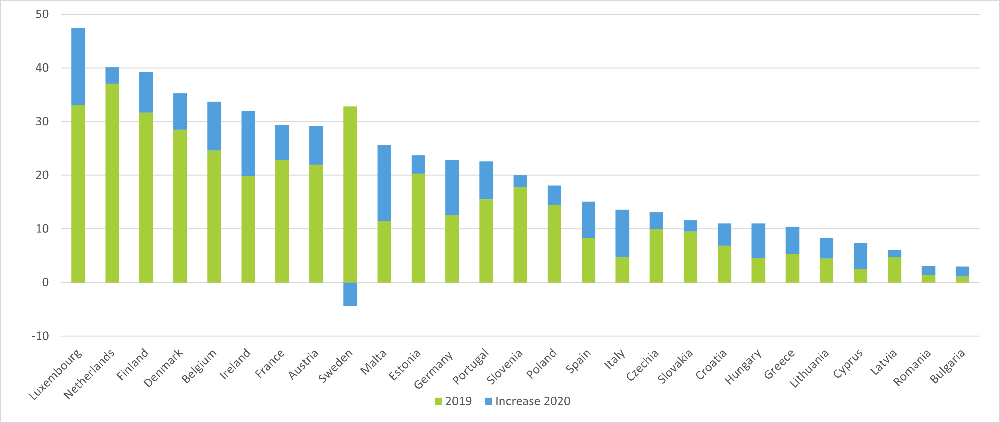 50
40
30
20
10
0
-10
Luxembourg
Netherlands
Finland
Denmark
Belgium
Ireland
France
Austria
Sweden
Malta
Estonia
Germany
Portugal
Slovenia
Poland
Spain
Italy
Czechia
Slovakia
Croatia
Hungary
Greece
Lithuania
Cyprus
Latvia
Romania
Bulgaria
2019 Increase 2020